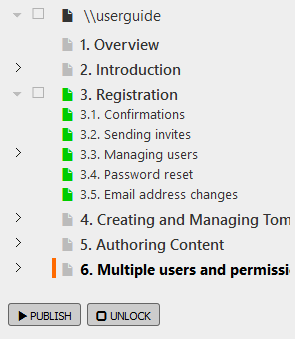 \\userguide
1. Overview
2. Introduction
3. Registration
3.1. Confirmations
3.2. Sending invites
3.3. Managing users
3.4. Password reset
3.5. Email address changes
4. Creating and Managing Tom
5. Authoring Content
6. Multiple users and permissi
PUBLISH UNLOCK